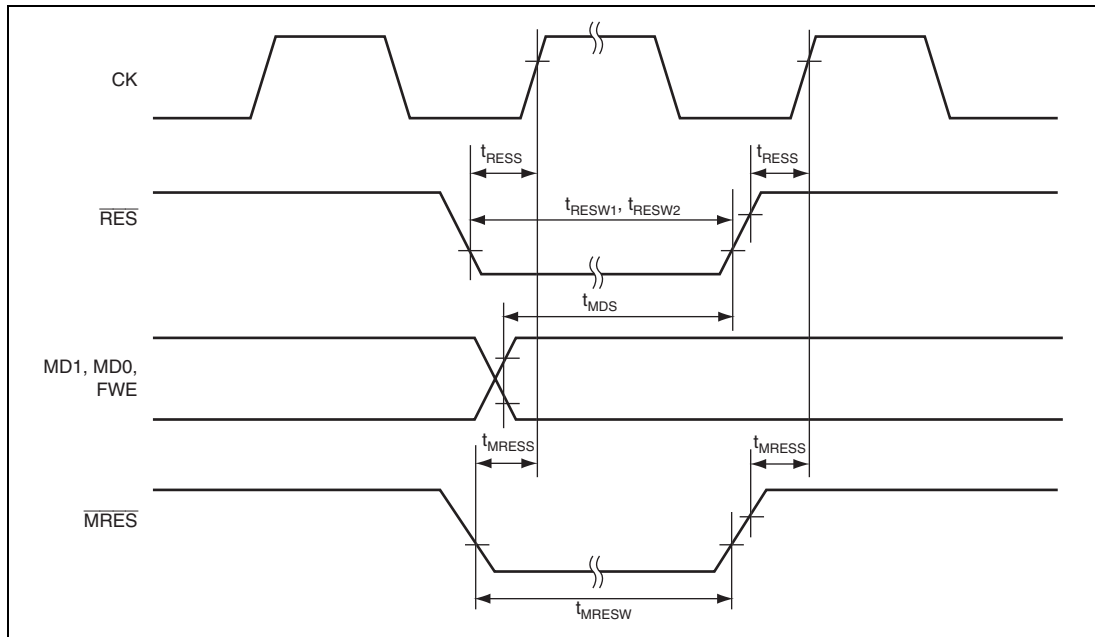 CK
tRESS
tRESS
RES
tRESW1, tRESW2
tMDS
MD1, MD0,
FWE
tMRESS
tMRESS
MRES
tMRESW